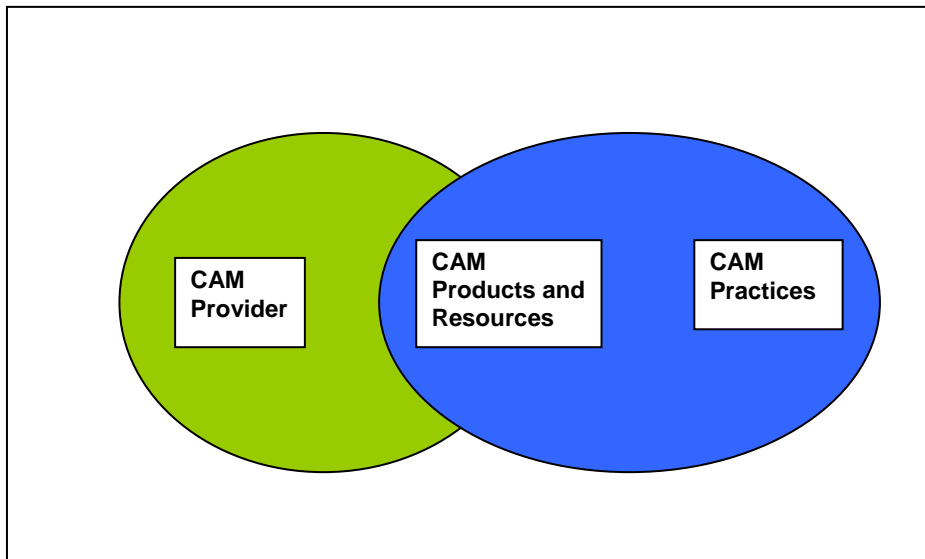 CAM
Provider
CAM
Products and
Resources
CAM
Practices